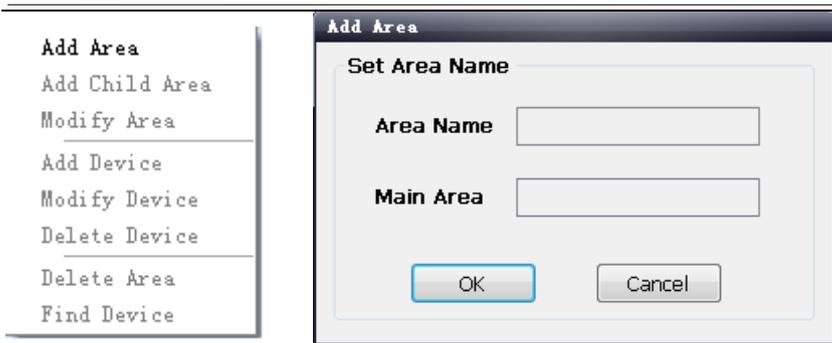 Add Area
Add Child Area
Modify Area
Add Device
Modify Device
Delete Device
Delete Area
Find Device
Add Area
Set Area Name
Area Name
Main Area
OK
Cancel